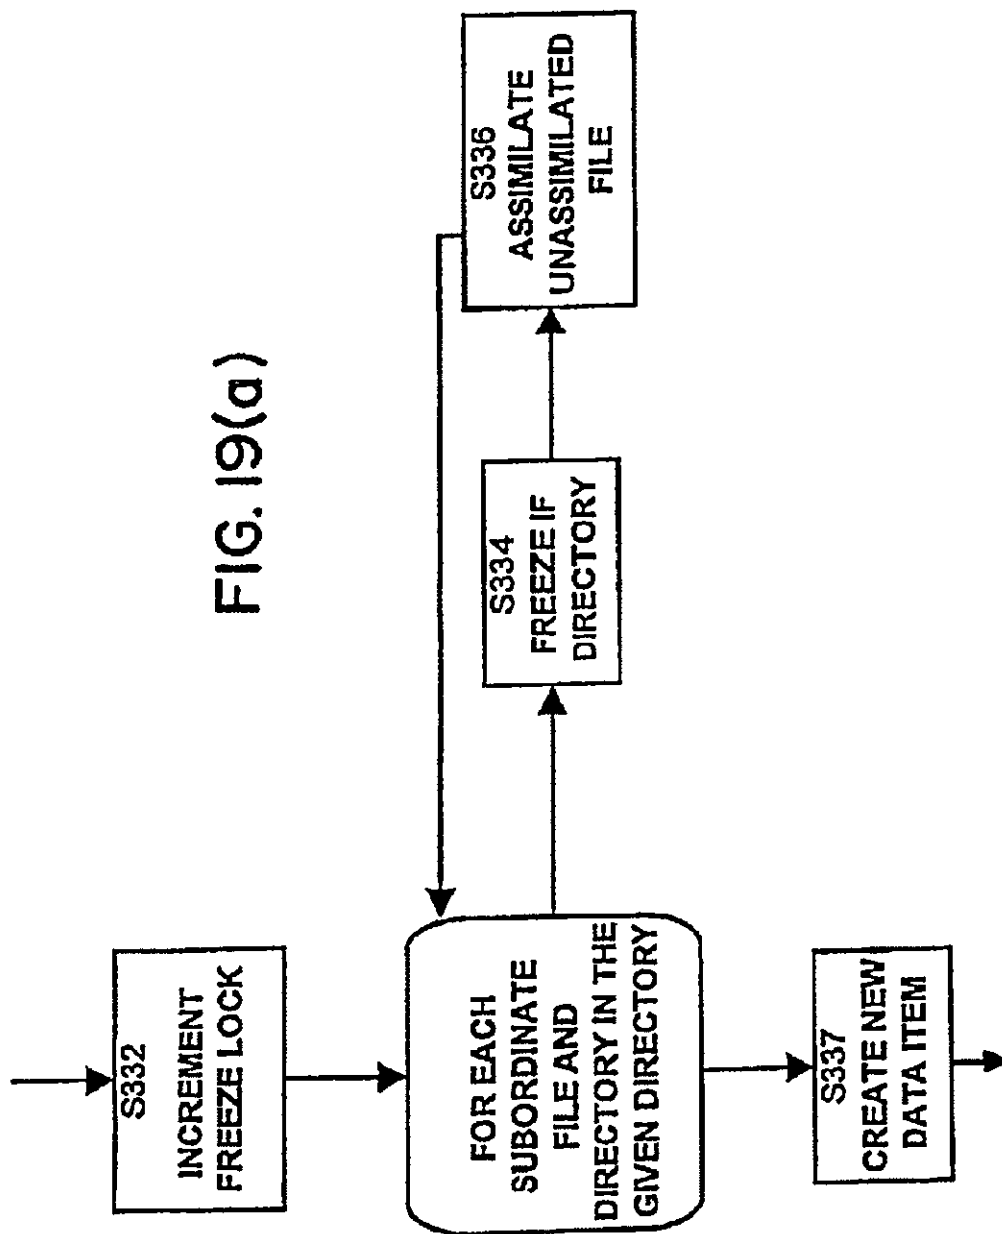 FIG. 19(a)
S332
INCREMENT
FREEZE LOCK
FOR EACH
SUBORDINATE
FILE AND
DIRECTORY IN THE
GIVEN DIRECTORY
S334
FREEZE IF
DIRECTORY
S336
ASSIMILATE
UNASSIMILATED
FILE
S337
CREATE NEW
DATA ITEM